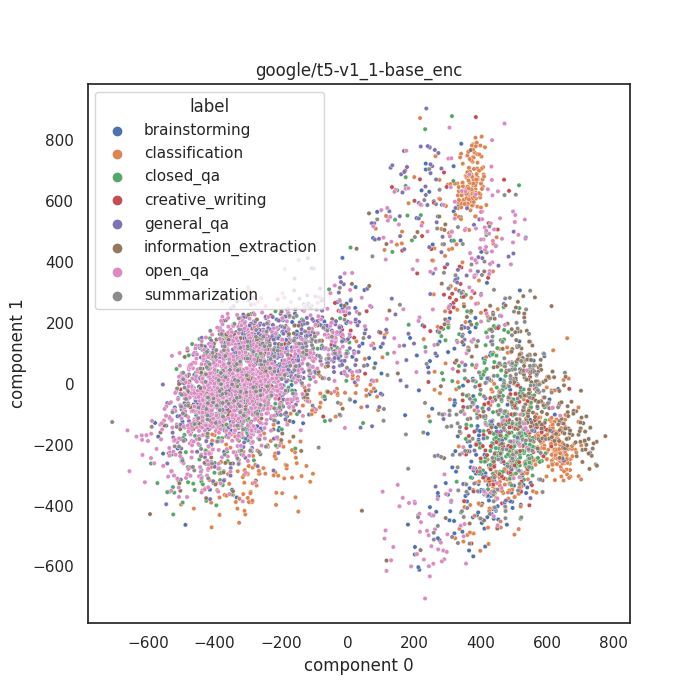 google/t5-v1_1-base_enc
label
brainstorming
classification
closed_qa
creative_writing
general_qa
information_extraction
open_qa
summarization
800
600
400
200
0
−200
−400
−600
component 1
−600 −400 −200 0 200 400 600 800
component 0